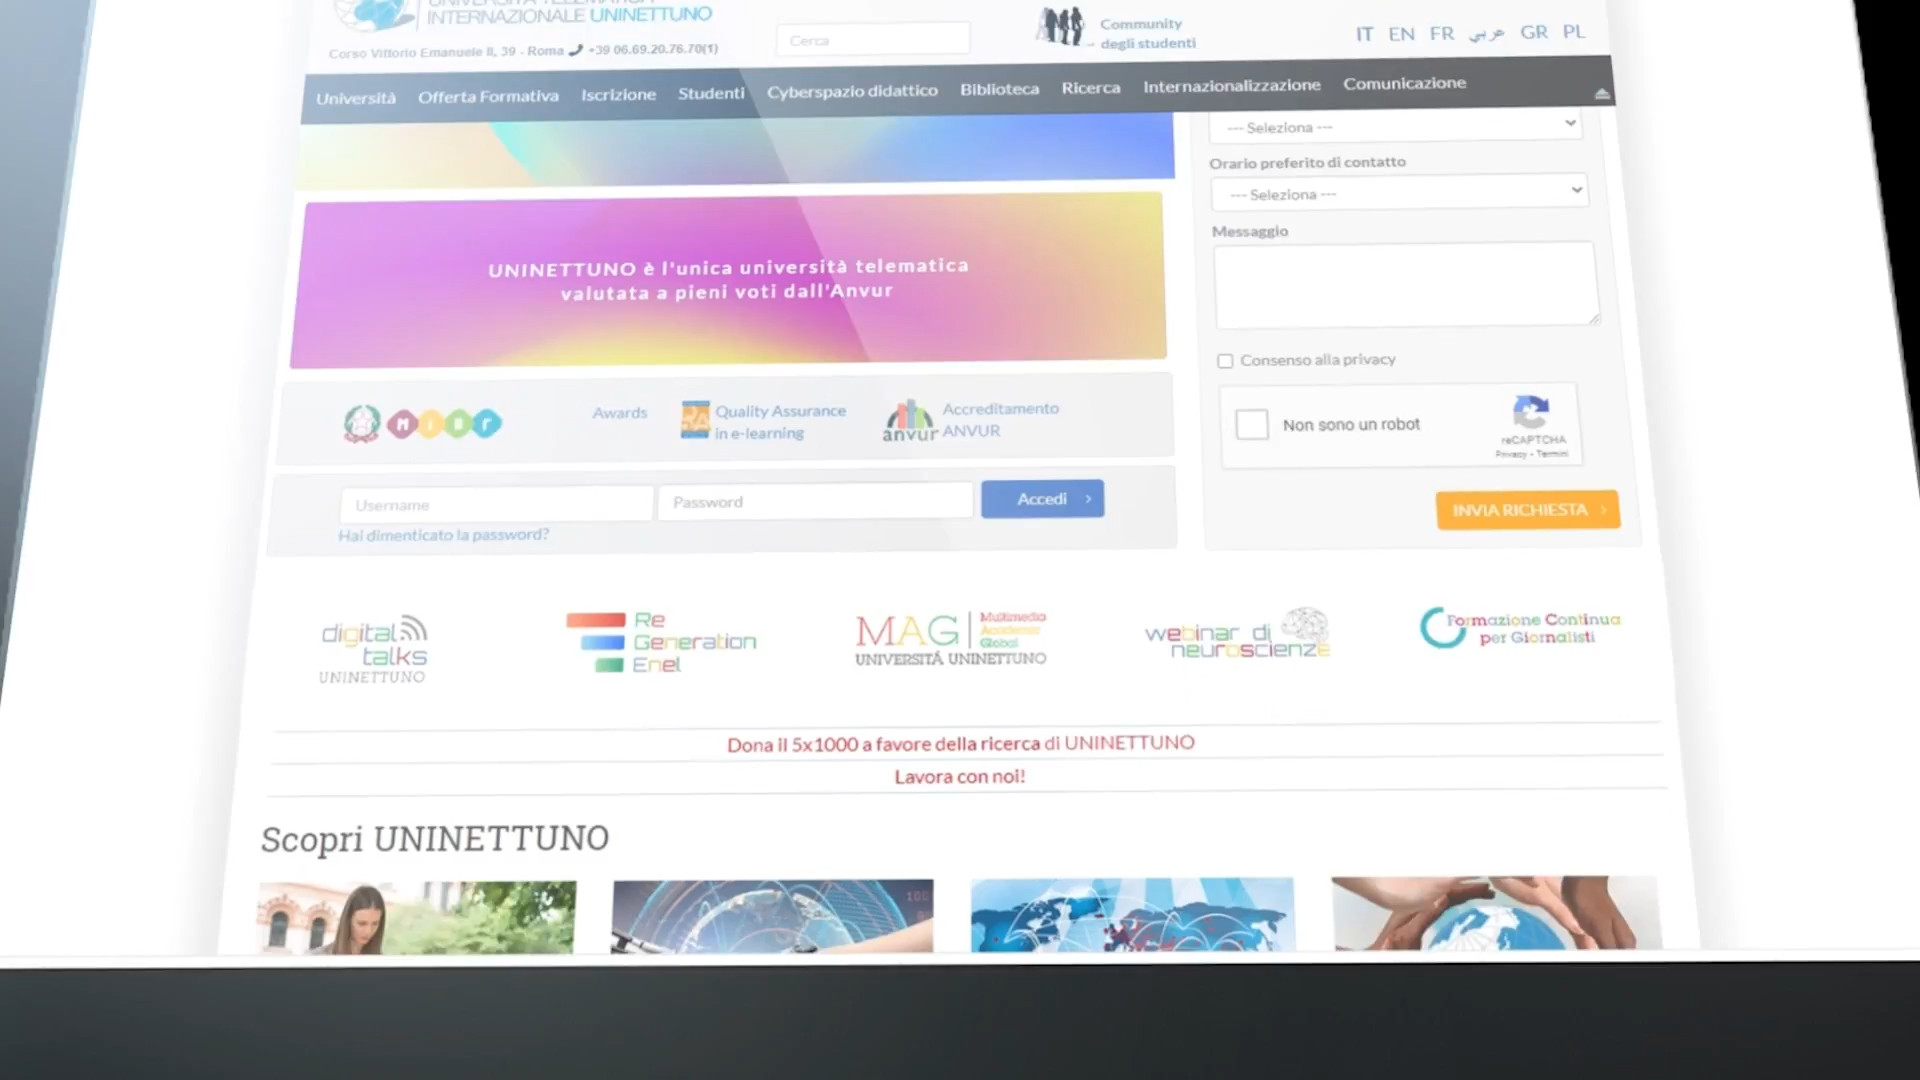 INTERNAZIONALE UNINETTUNO
Corso Vittorio Emanuele II, 39 - Roma +39 06.69.20.76.70(1)
Cerca
Community
degli studenti
IT EN FR عربي GR PL
Università Offerta Formativa Iscrizione Studenti Cyberspazio didattico Biblioteca Ricerca Internazionalizzazione Comunicazione
--- Seleziona ---
Orario preferito di contatto
--- Seleziona ---
Messaggio
UNINETTUNO è l'unica università telematica
valutata a pieni voti dall'Anvur
Consenso alla privacy
Non sono un robot
reCAPTCHA
Privacy - Termini
INVIA RICHIESTA
Miur
Awards
Quality Assurance
in e-learning
anvur
Accreditamento
ANVUR
Username
Password
Accedi
Hai dimenticato la password?
digital
talks
UNINETTUNO
Re
Generation
Enel
MAG
Multimedia
Accademia
Global
UNIVERSITÁ UNINETTUNO
webinar di
neuroscienze
Formazione Continua
per Giornalisti
Dona il 5x1000 a favore della ricerca di UNINETTUNO
Lavora con noi!
Scopri UNINETTUNO